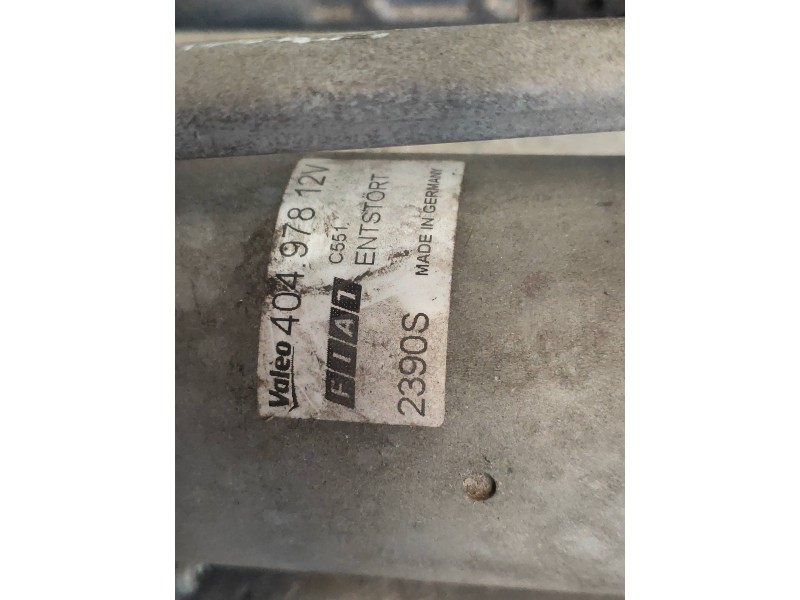 Valeo 404.978 12V
FIAT C551.
ENTSTÖRT
2390S MADE IN GERMANY